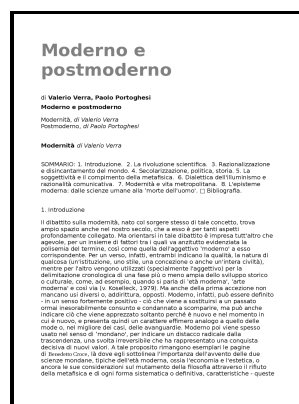 Moderno e
postmoderno
di Valerio Verra, Paolo Portoghesi
Moderno e postmoderno
Modernità, di Valerio Verra
Postmoderno, di Paolo Portoghesi
Modernità di Valerio Verra
SOMMARIO: 1. Introduzione. 2. La rivoluzione scientifica. 3. Razionalizzazione
e disincantamento del mondo. 4. Secolarizzazione, politica, storia. 5. La
soggettività e il compimento della metafisica. 6. Dialettica dell'illuminismo e
razionalità comunicativa. 7. Modernità e vita metropolitana. 8. L'episteme
moderna: dalle scienze umane alla 'morte dell'uomo'. □ Bibliografia.
1. Introduzione
Il dibattito sulla modernità, nato col sorgere stesso di tale concetto, trova
ampio spazio anche nel nostro secolo, che a esso è per tanti aspetti
profondamente collegato. Ma orientarsi in tale dibattito è impresa tutt'altro che
agevole, per un insieme di fattori tra i quali va anzitutto evidenziata la
polisemia del termine, così come quella dell'aggettivo 'moderno' a esso
corrispondente. Per un verso, infatti, entrambi indicano la qualità, la natura di
qualcosa (un'istituzione, uno stile, una concezione o anche un'intera civiltà),
mentre per l'altro vengono utilizzati (specialmente l'aggettivo) per la
delimitazione cronologica di una fase più o meno ampia dello sviluppo storico
o culturale, come, ad esempio, quando si parla di 'età moderna', 'arte
moderna' e così via (v. Koselleck, 1979). Ma anche della prima accezione non
mancano usi diversi o, addirittura, opposti. Moderno, infatti, può essere definito
- in un senso fortemente positivo - ciò che viene a sostituirsi a un passato
ormai inesorabilmente consunto e condannato a scomparire, ma può anche
indicare ciò che viene apprezzato soltanto perché è nuovo e nel momento in
cui è nuovo, e presenta quindi un carattere effimero analogo a quello delle
mode o, nel migliore dei casi, delle avanguardie. Moderno poi viene spesso
usato nel senso di 'mondano', per indicare un distacco radicale dalla
trascendenza, una svolta irreversibile che ha rappresentato una conquista
decisiva di nuovi valori. A tale proposito rimangono esemplari le pagine
di Benedetto Croce, là dove egli sottolinea l'importanza dell'avvento delle due
scienze mondane, tipiche dell'età moderna, ossia l'economia e l'estetica, o
ancora le sue considerazioni sul mutamento della filosofia attraverso il rifiuto
della metafisica e di ogni forma sistematica o definitiva, caratteristiche - queste